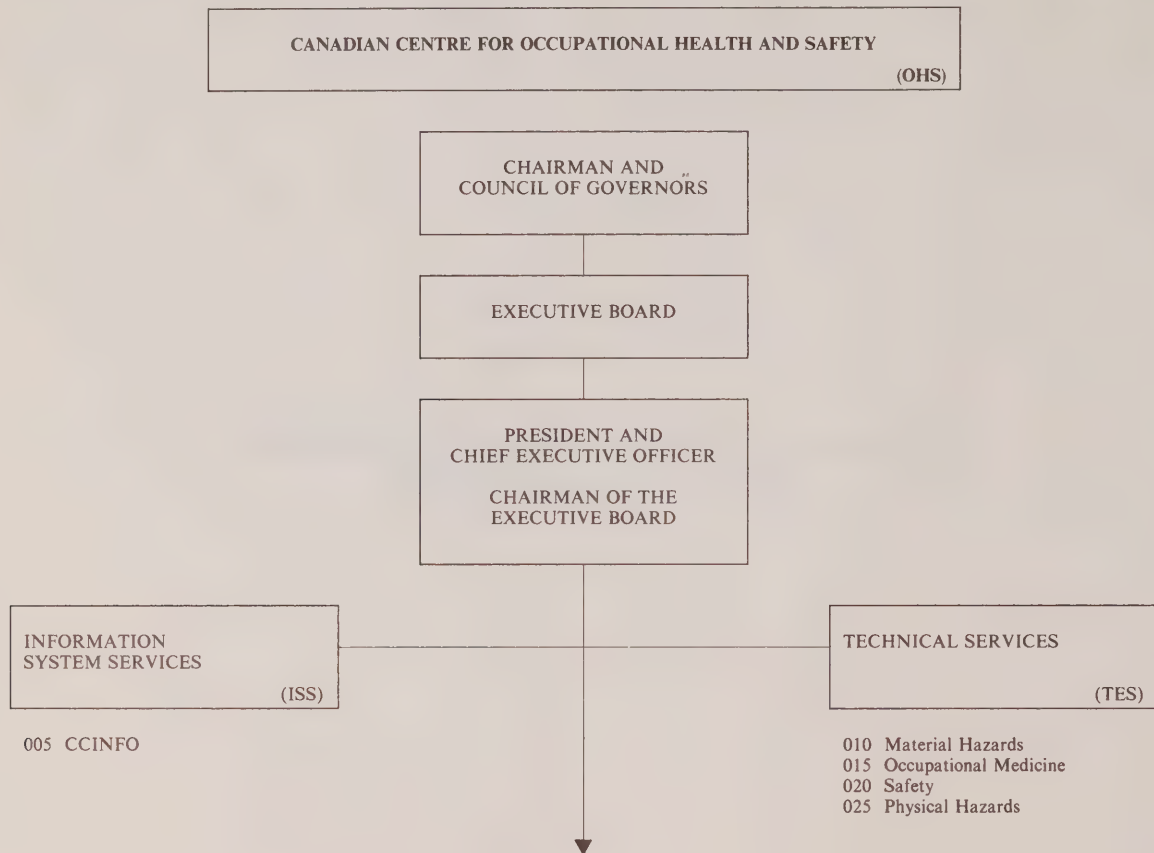 CANADIAN CENTRE FOR OCCUPATIONAL HEALTH AND SAFETY
(OHS)
CHAIRMAN AND
COUNCIL OF GOVERNORS
EXECUTIVE BOARD
PRESIDENT AND
CHIEF EXECUTIVE OFFICER
CHAIRMAN OF THE
EXECUTIVE BOARD
INFORMATION
SYSTEM SERVICES
(ISS)
005 CCINFO
TECHNICAL SERVICES
(TES)
010 Material Hazards
015 Occupational Medicine
020 Safety
025 Physical Hazards